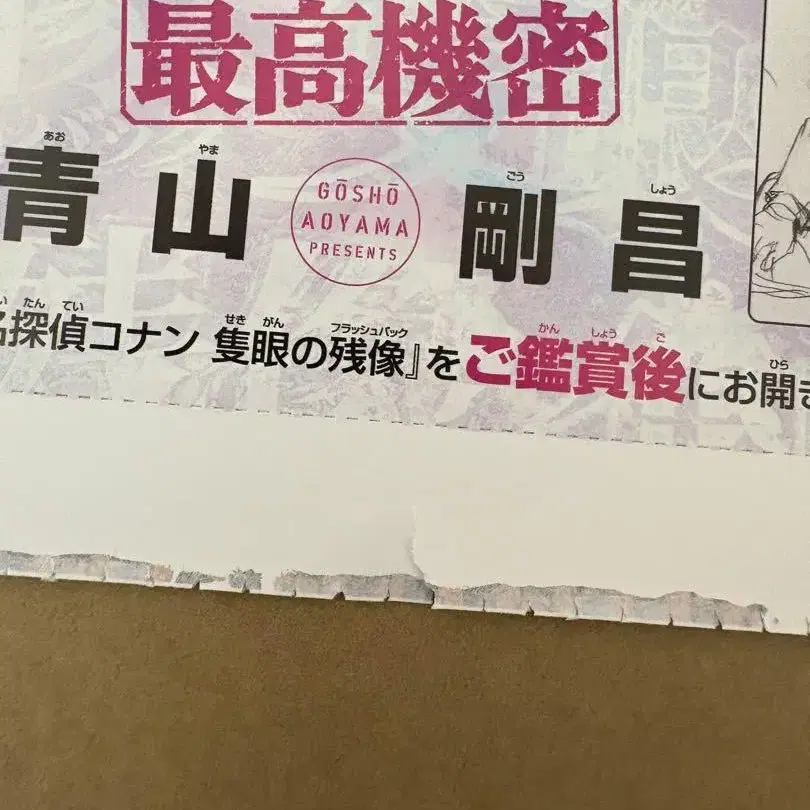 最高機密
あお やま ごう しょう
青山 剛昌
GŌSHŌ
AOYAMA
PRESENTS
いたんてい せきがん フラッシュバック かんしょうご ひら
名探偵コナン 隻眼の残像』をご鑑賞後にお開き